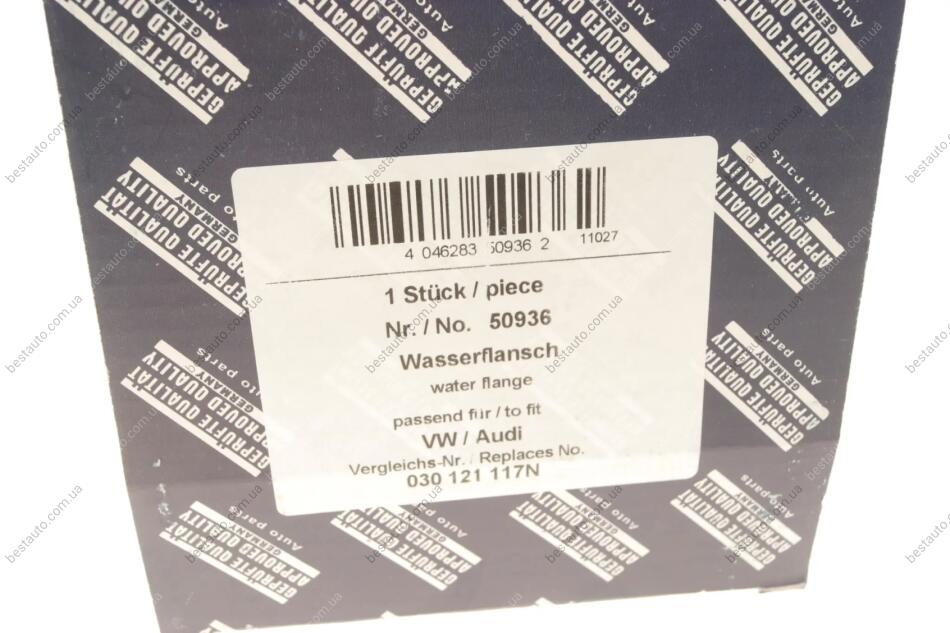 GEPRÜFTE QUALITÄT
APPROVED QUALITY
GERMANY
Auto parts
4 046283 50936 2 11027
1 Stück / piece
Nr. / No. 50936
Wasserflansch
water flange
passend für / to fit
VW / Audi
Vergleichs-Nr. / Replaces No.
030 121 117N
bestauto.com.ua